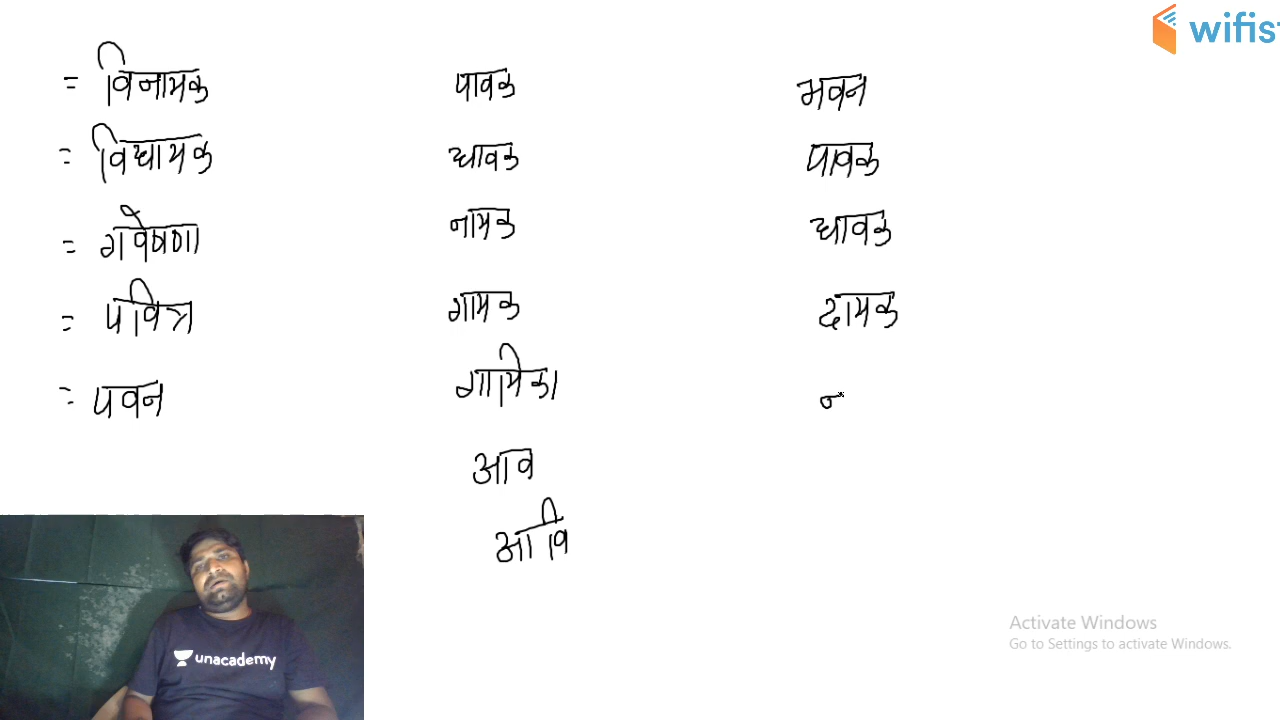 wifis
= विनायक
पावक
भवन
= विधायक
धावक
पावक
= गवेषणा
नायक
धावक
= पवित्र
गायक
दायक
= पवन
गायिका
आव
आवि
unacademy
Activate Windows
Go to Settings to activate Windows.